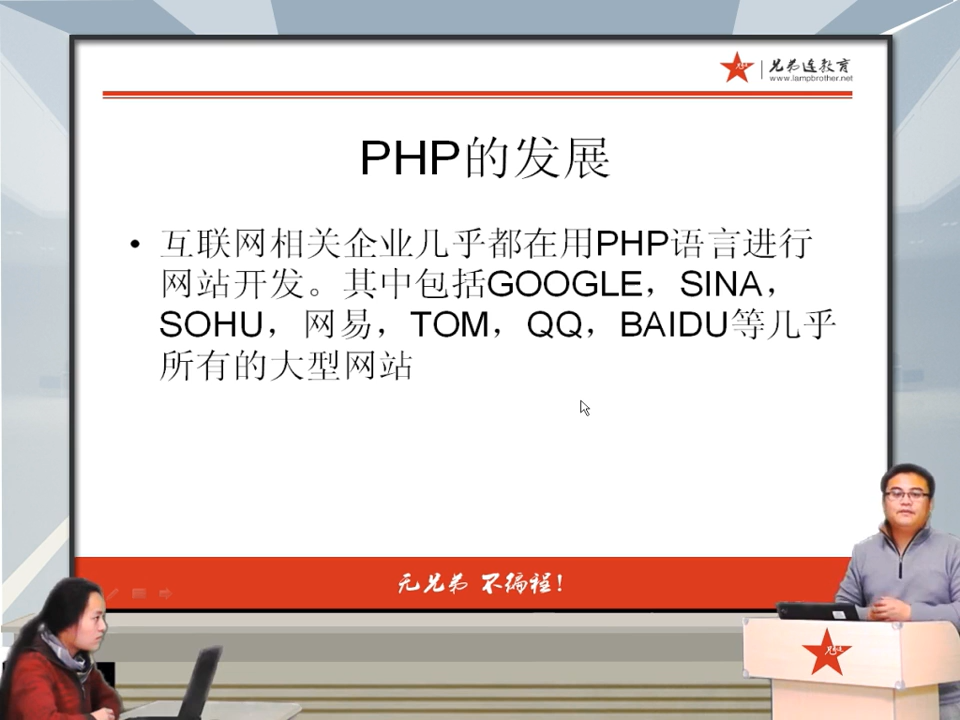 兄弟连教育
www.lampbrother.net
PHP的发展
• 互联网相关企业几乎都在用PHP语言进行
网站开发。其中包括GOOGLE，SINA，
SOHU，网易，TOM，QQ，BAIDU等几乎
所有的大型网站
无兄弟 不编程！